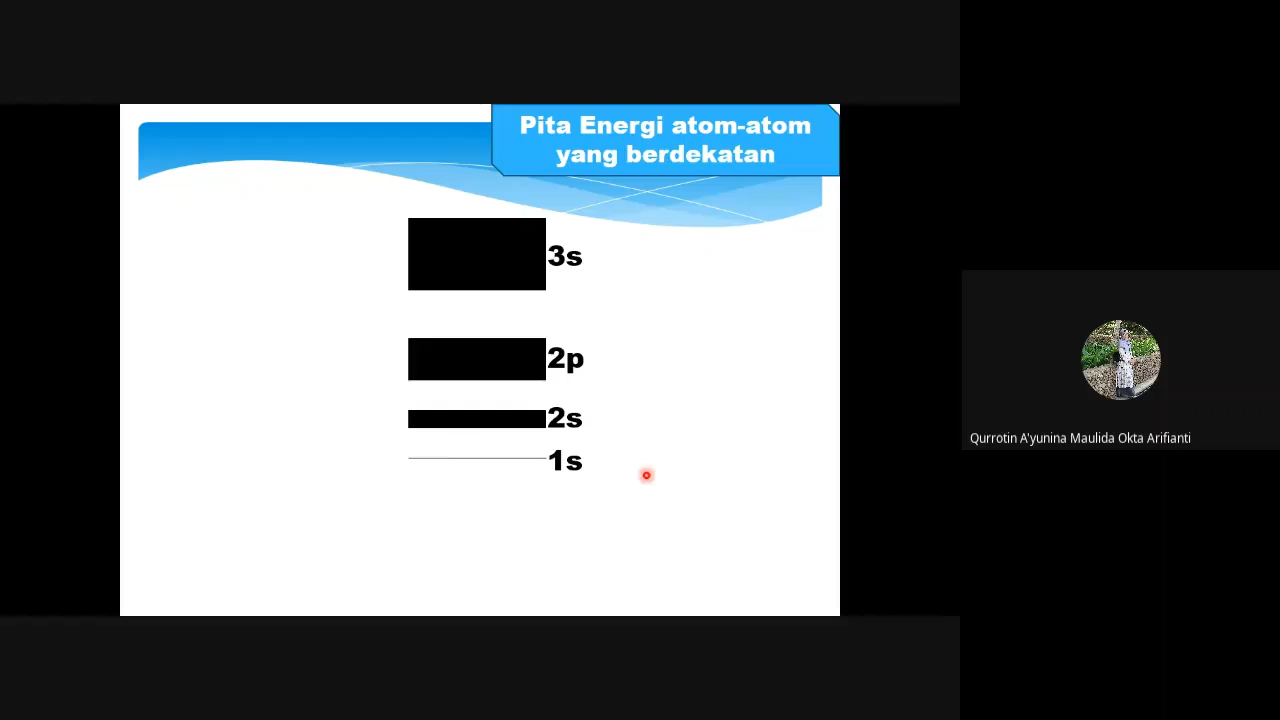 Pita Energi atom-atom
yang berdekatan
3s
2p
2s
1s
Qurrotin A'yunina Maulida Okta Arifianti